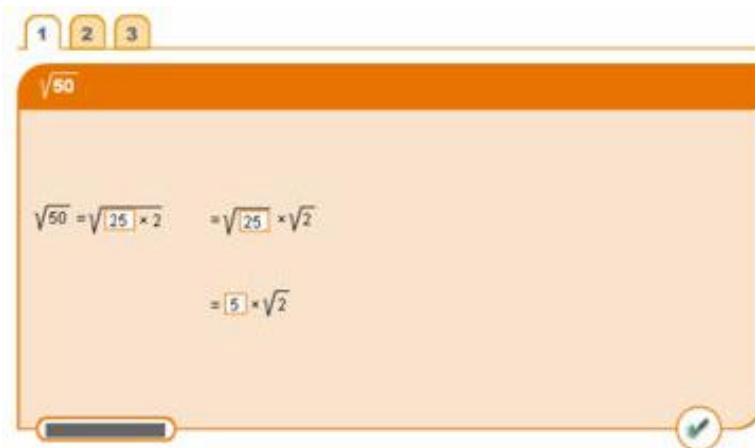 1 2 3
√50
√50 = √25 × 2 = √25 × √2
= 5 × √2